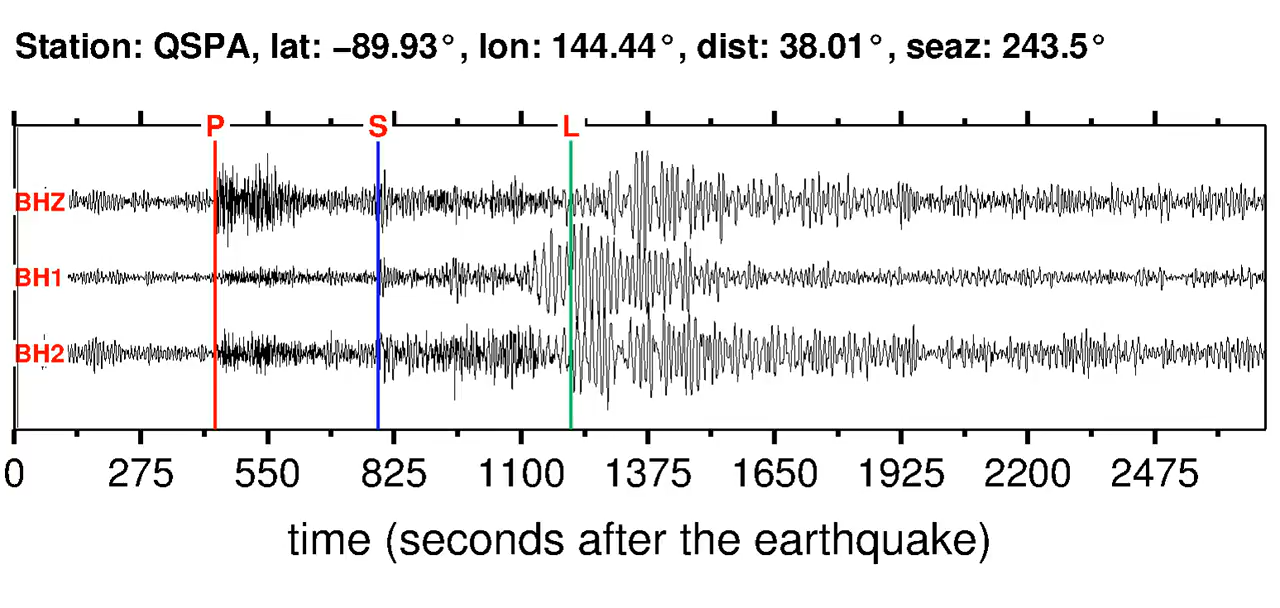 Station: QSPA, lat: −89.93°, lon: 144.44°, dist: 38.01°, seaz: 243.5°
P S L
BHZ
BH1
BH2
0 275 550 825 1100 1375 1650 1925 2200 2475
time (seconds after the earthquake)